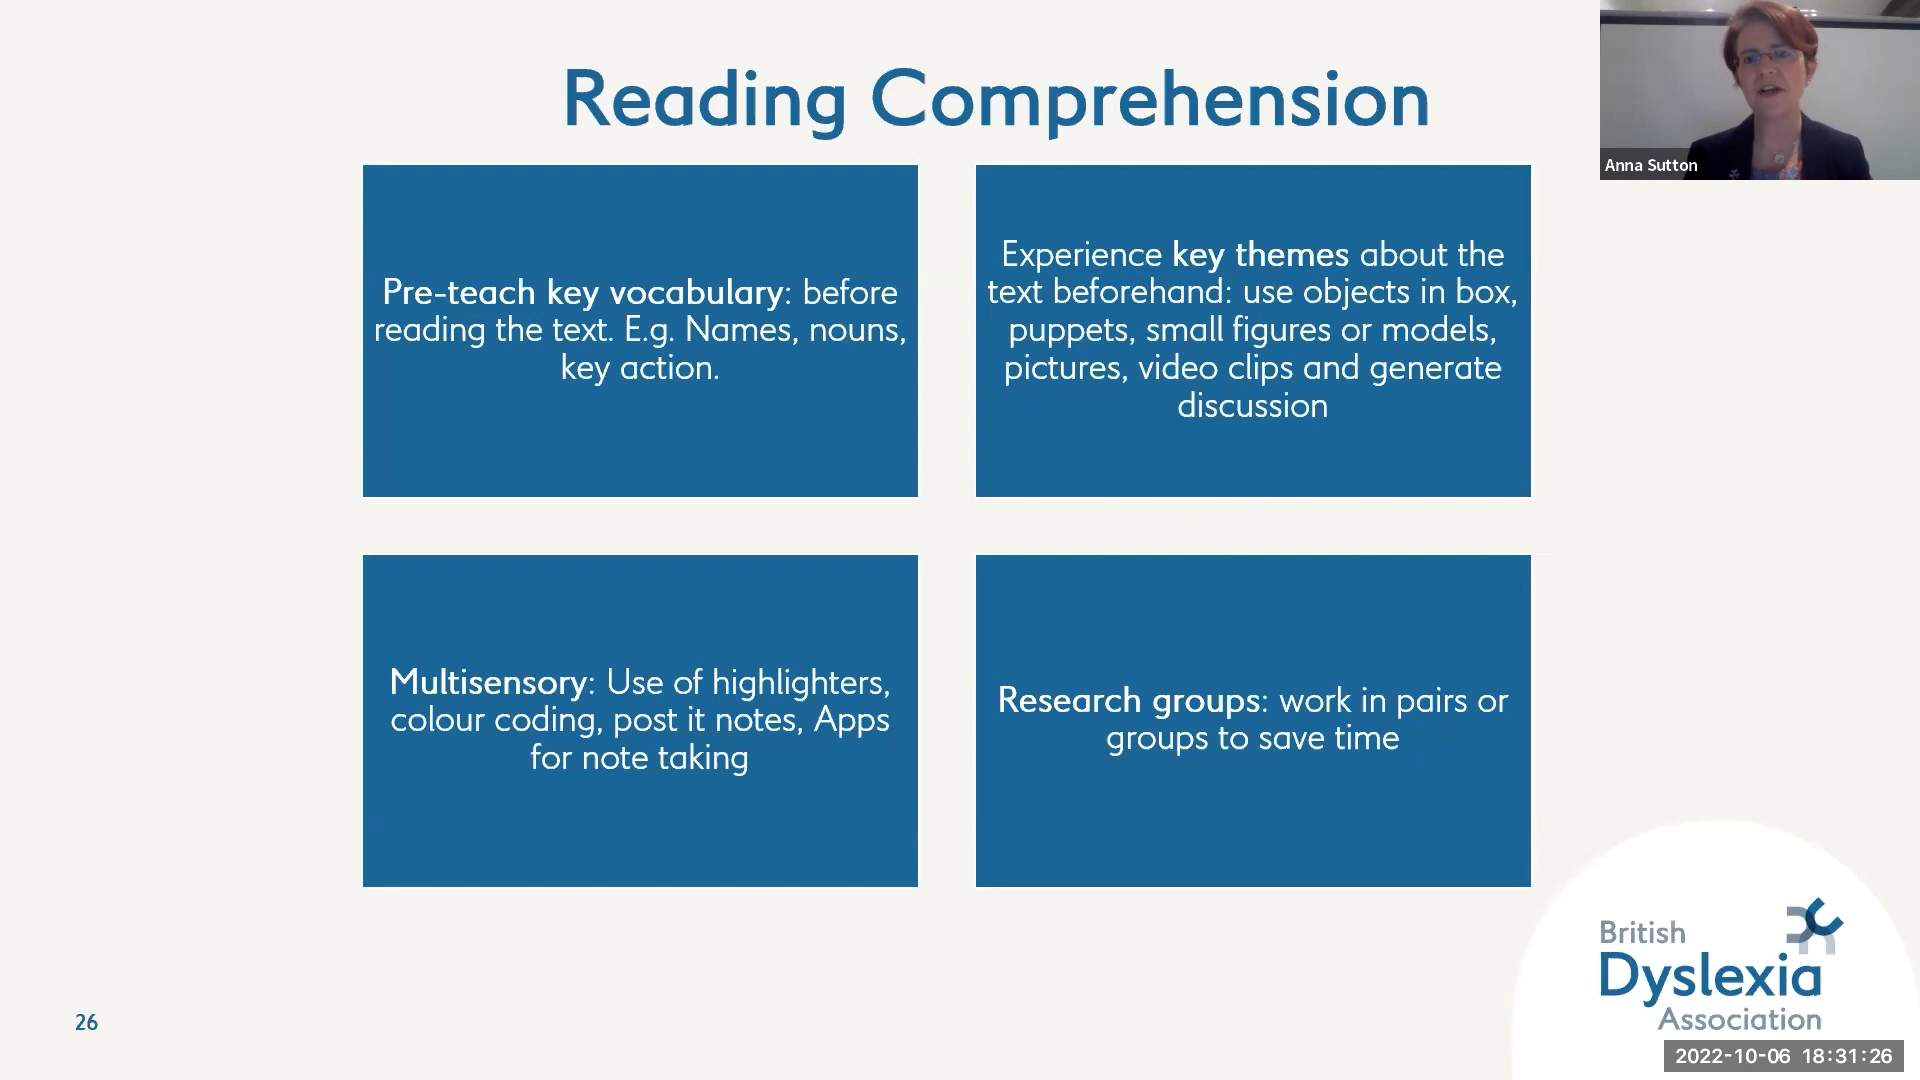 Reading Comprehension
Anna Sutton
Pre-teach key vocabulary: before
reading the text. E.g. Names, nouns,
key action.
Experience key themes about the
text beforehand: use objects in box,
puppets, small figures or models,
pictures, video clips and generate
discussion
Multisensory: Use of highlighters,
colour coding, post it notes, Apps
for note taking
Research groups: work in pairs or
groups to save time
British
Dyslexia
Association
26
2022-10-06 18:31:26